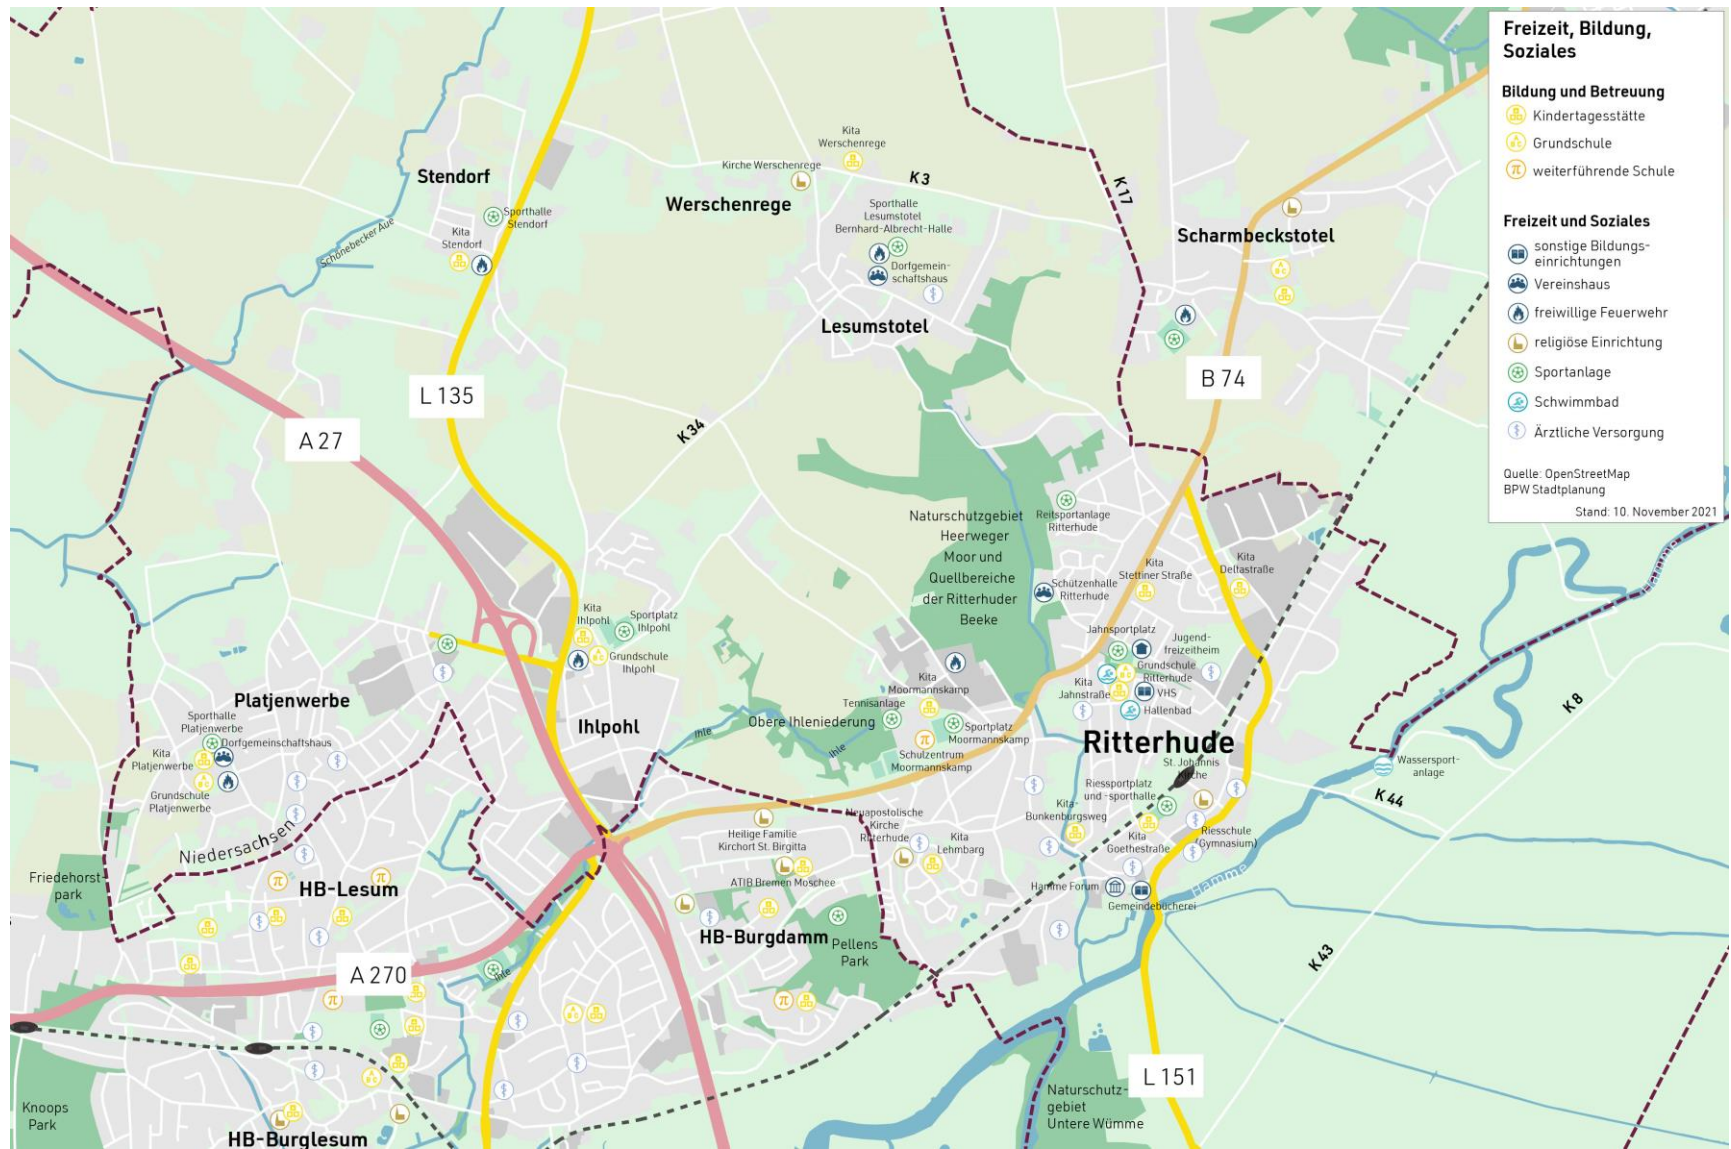 Freizeit, Bildung,
Soziales
Bildung und Betreuung
Kindertagesstätte
Grundschule
weiterführende Schule
Freizeit und Soziales
sonstige Bildungs-
einrichtungen
Vereinshaus
freiwillige Feuerwehr
religiöse Einrichtung
Sportanlage
Schwimmbad
Ärztliche Versorgung
Quelle: OpenStreetMap
BPW Stadtplanung
Stand: 10. November 2021
Kita
Werschenrege
Kirche Werschenrege
K 3
K 17
Stendorf
Werschenrege
Sporthalle
Stendorf
Kita
Stendorf
Schönebecker Aue
Sporthalle
Lesumstotel
Bernhard-Albrecht-Halle
Dorfgemein-
schaftshaus
Lesumstotel
Scharmbeckstotel
B 74
L 135
A 27
K 34
Reitsportanlage
Ritterhude
Naturschutzgebiet
Heerweger
Moor und
Quellbereiche
der Ritterhuder
Beeke
Schützenhalle
Ritterhude
Kita
Stettiner Straße
Kita
Deltastraße
Hamme
Kita
Ihlpohl
Sportplatz
Ihlpohl
Grundschule
Ihlpohl
Jahnsportplatz
Jugend-
freizeitheim
Grundschule
Ritterhude
Kita
Jahnstraße
VHS
Hallenbad
Kita
Moormannskamp
Tennisanlage
Obere Ihleniederung
Sportplatz
Moormannskamp
Schulzentrum
Moormannskamp
Ihle
Ihle
Platjenwerbe
Sporthalle
Platjenwerbe
Dorfgemeinschaftshaus
Kita
Platjenwerbe
Grundschule
Platjenwerbe
Ihlpohl
Ritterhude
St. Johannis
Kirche
K 8
Wassersport-
anlage
K 44
Riessportplatz
und -sporthalle
Kita-
Bunkenburgsweg
Kita
Goethestraße
Riesschule
(Gymnasium)
Neuapostolische
Kirche
Ritterhude
Kita
Lehmbarg
Heilige Familie
Kirchort St. Birgitta
ATIB Bremen Moschee
Niedersachsen
Friedehorst-
park
HB-Lesum
Hamme Forum
Gemeindebücherei
Hamme
HB-Burgdamm
Pellens
Park
K 43
A 270
Ihle
L 151
Naturschutz-
gebiet
Untere Wümme
Knoops
Park
HB-Burglesum